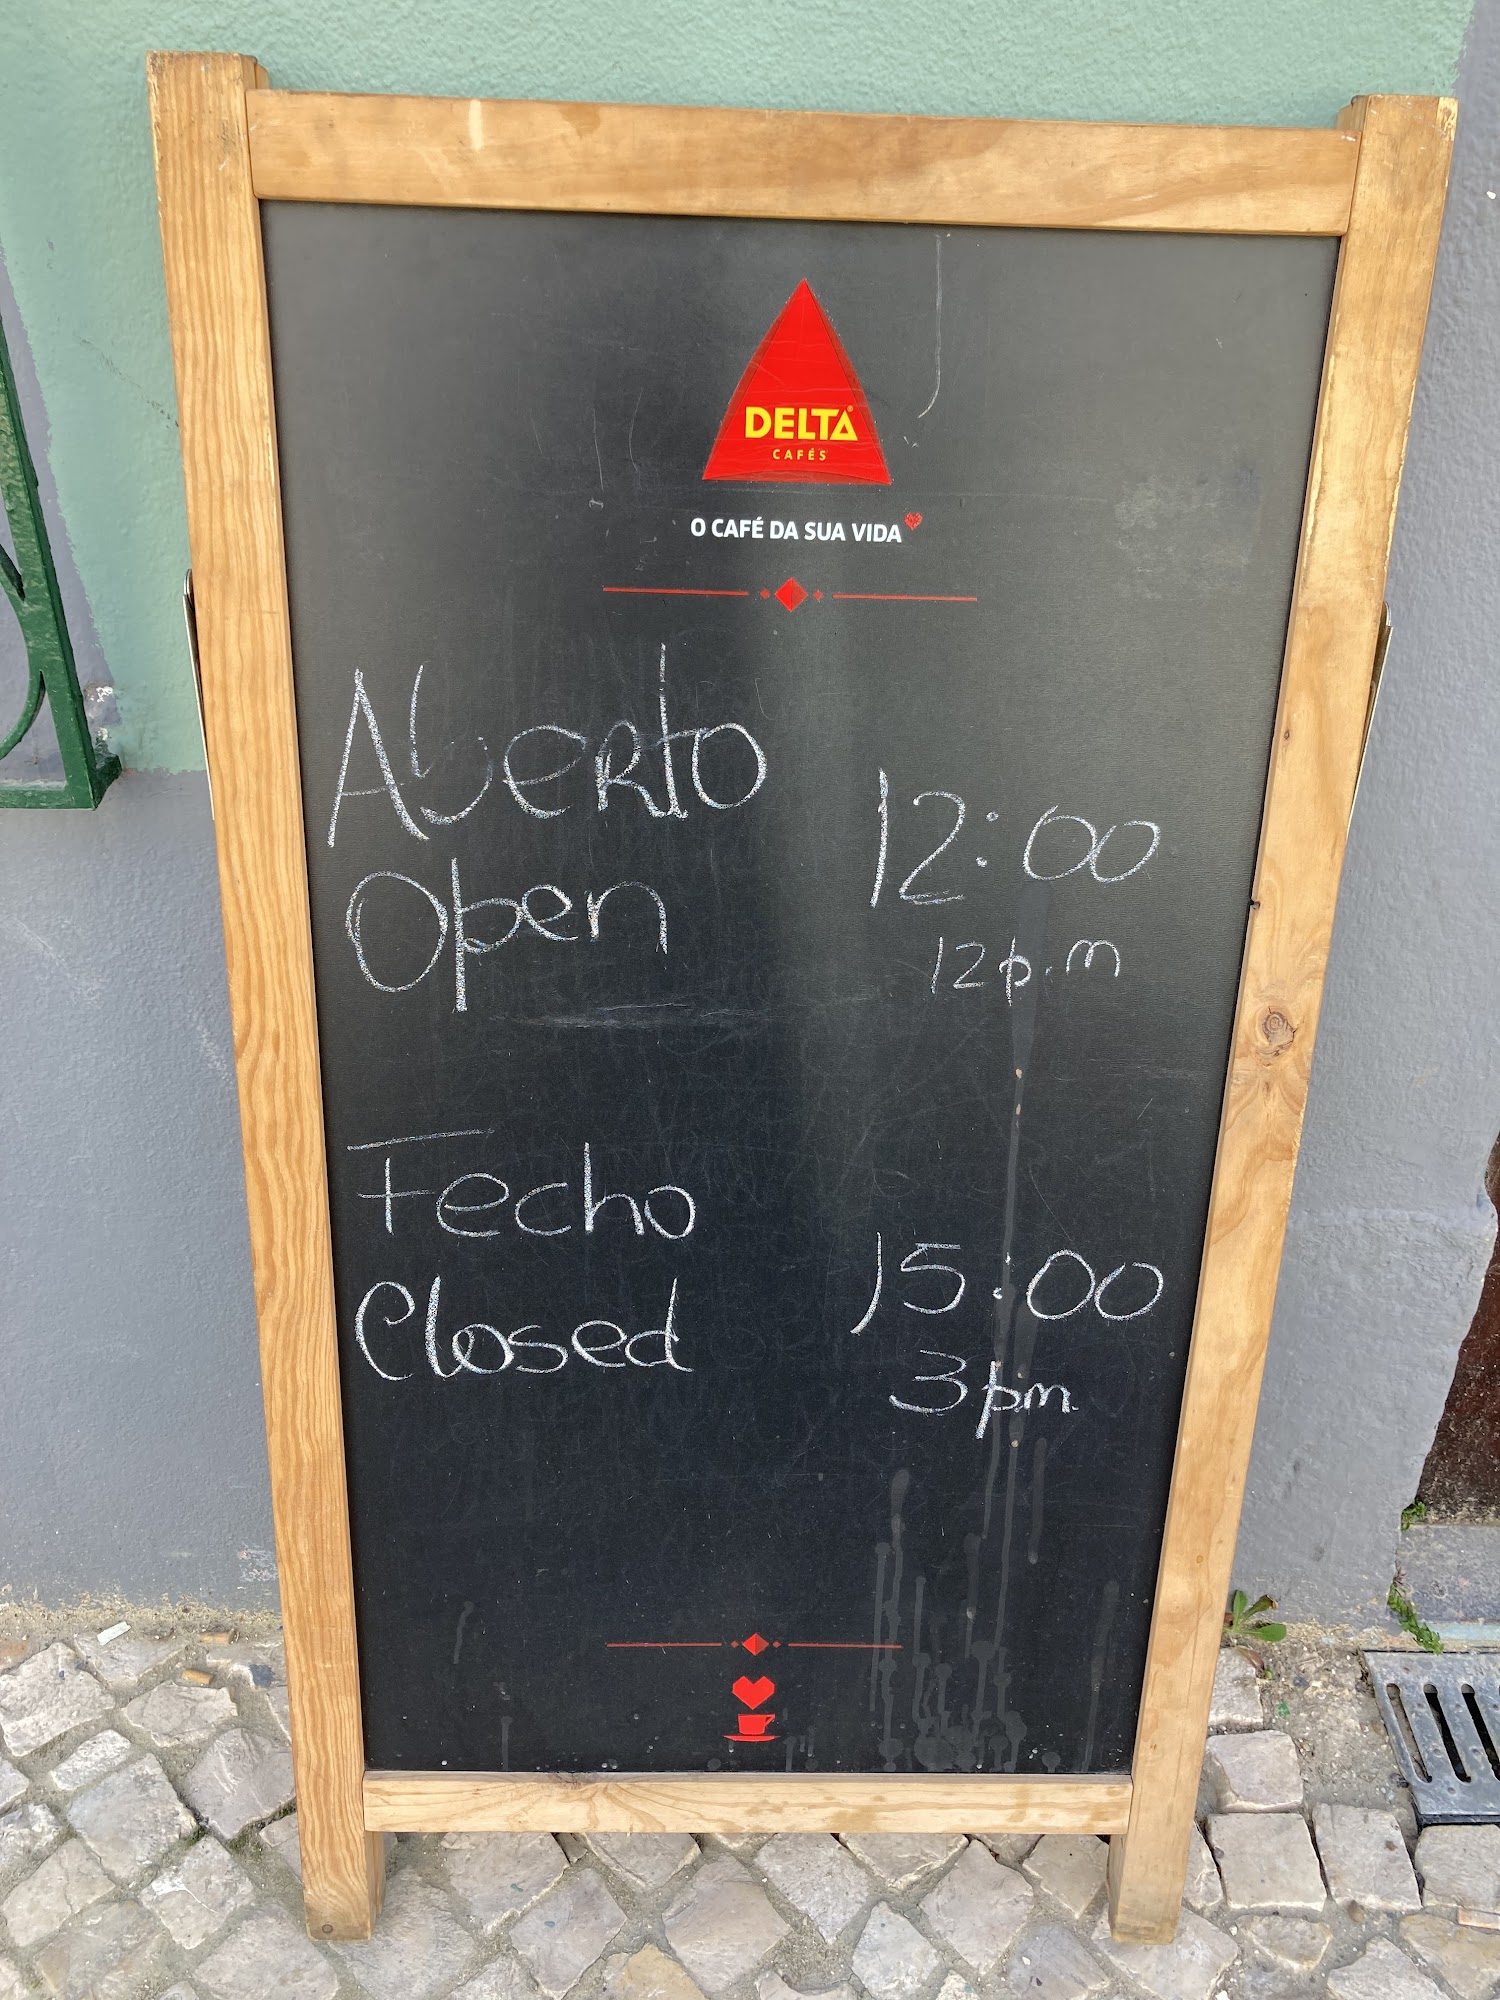 DELTA®
CAFÉS
O CAFÉ DA SUA VIDA
Aberto 12:00
Open 12p.m
Fecho
Closed 15:00
3pm.